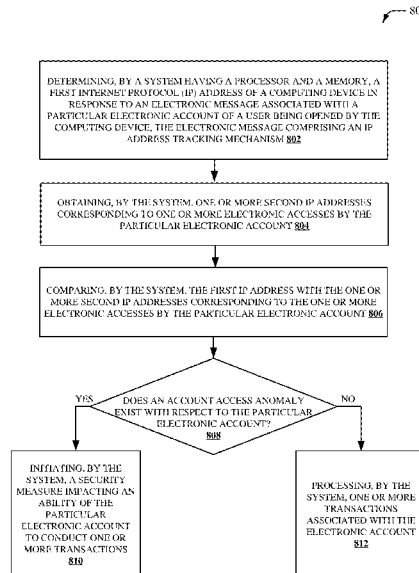 80
DETERMINING, BY A SYSTEM HAVING A PROCESSOR AND A MEMORY, A
FIRST INTERNET PROTOCOL (IP) ADDRESS OF A COMPUTING DEVICE IN
RESPONSE TO AN ELECTRONIC MESSAGE ASSOCIATED WITH A
PARTICULAR ELECTRONIC ACCOUNT OF A USER BEING OPENED BY THE
COMPUTING DEVICE, THE ELECTRONIC MESSAGE COMPRISING AN IP
ADDRESS TRACKING MECHANISM 802
OBTAINING, BY THE SYSTEM, ONE OR MORE SECOND IP ADDRESSES
CORRESPONDING TO ONE OR MORE ELECTRONIC ACCESSES BY THE
PARTICULAR ELECTRONIC ACCOUNT 804
COMPARING, BY THE SYSTEM, THE FIRST IP ADDRESS WITH THE ONE OR
MORE SECOND IP ADDRESSES CORRESPONDING TO THE ONE OR MORE
ELECTRONIC ACCESSES BY THE PARTICULAR ELECTRONIC ACCOUNT 806
DOES AN ACCOUNT ACCESS ANOMALY
EXIST WITH RESPECT TO THE PARTICULAR
ELECTRONIC ACCOUNT?
808
YES
NO
INITIATING, BY THE
SYSTEM, A SECURITY
MEASURE IMPACTING AN
ABILITY OF THE
PARTICULAR
ELECTRONIC ACCOUNT
TO CONDUCT ONE OR
MORE TRANSACTIONS
810
PROCESSING, BY THE
SYSTEM, ONE OR MORE
TRANSACTIONS
ASSOCIATED WITH THE
ELECTRONIC ACCOUNT
812